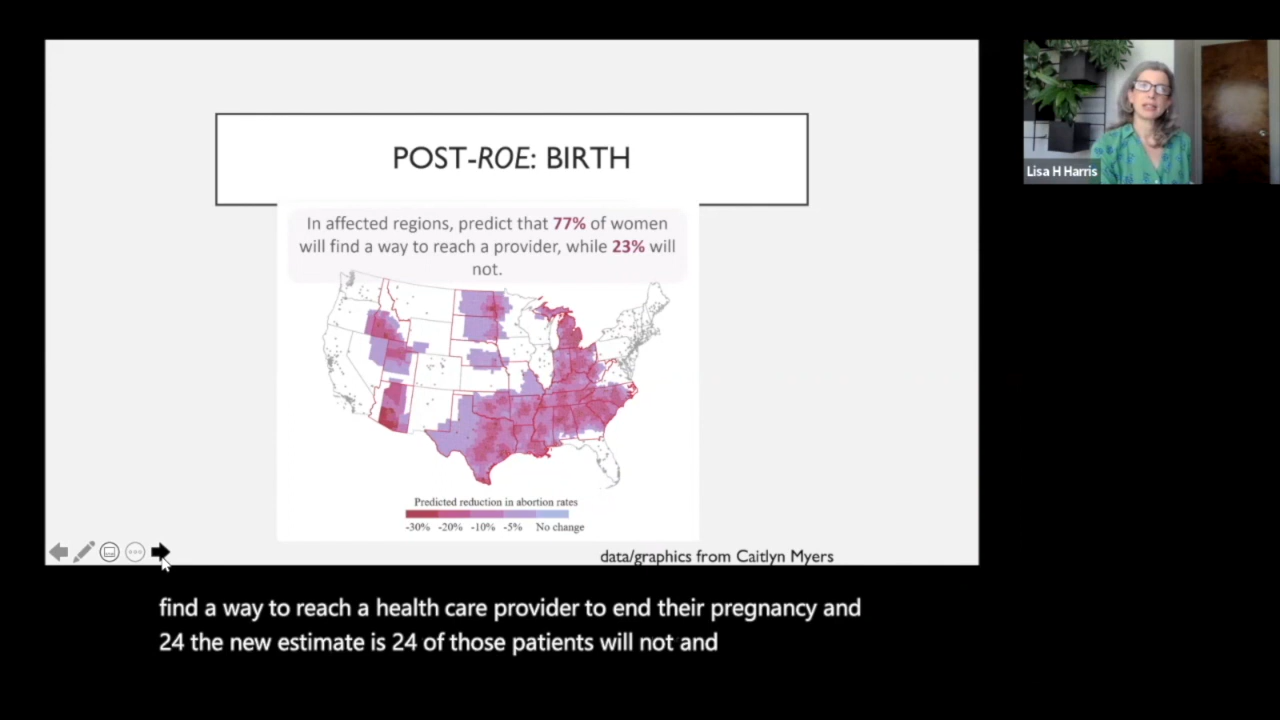 POST-ROE: BIRTH
In affected regions, predict that 77% of women
will find a way to reach a provider, while 23% will
not.
Predicted reduction in abortion rates
-30% -20% -10% -5% No change
data/graphics from Caitlyn Myers
Lisa H Harris
find a way to reach a health care provider to end their pregnancy and
24 the new estimate is 24 of those patients will not and